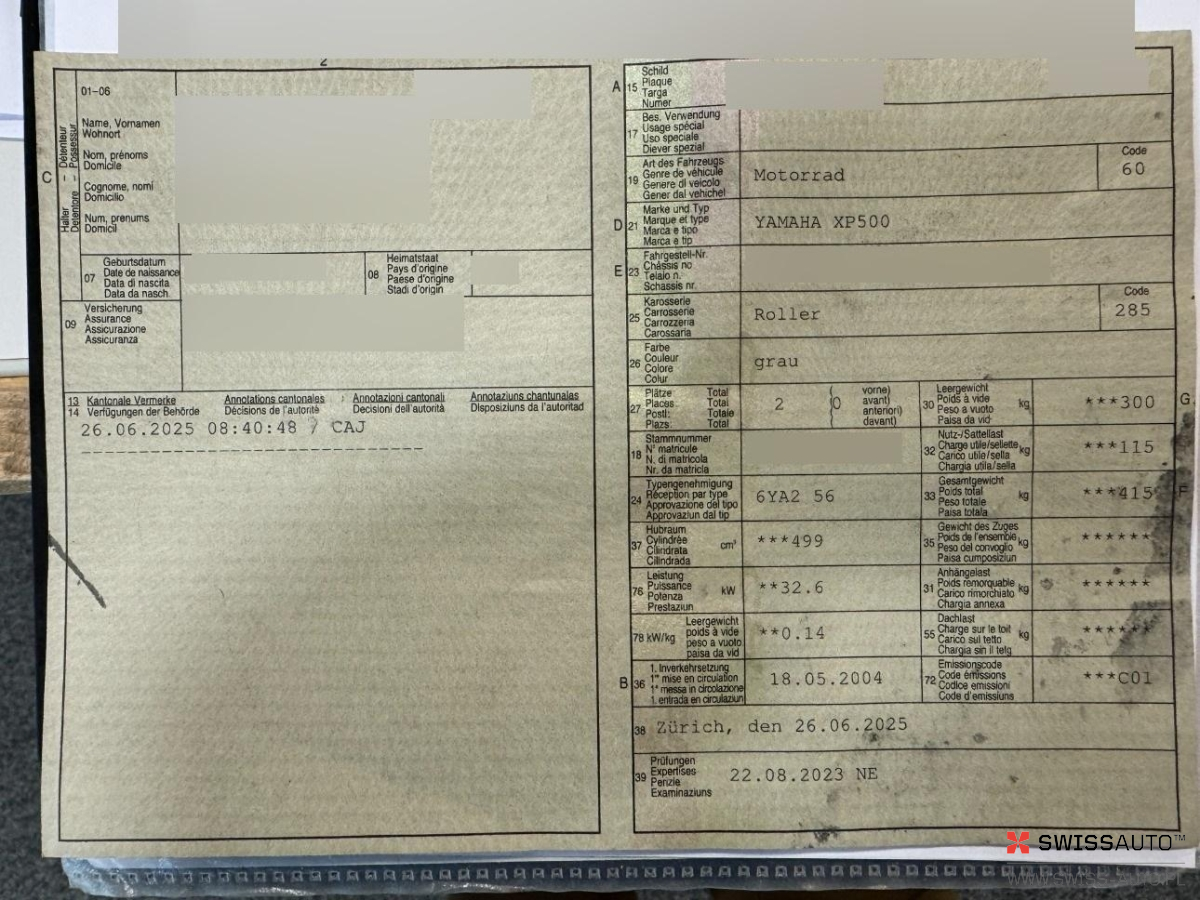 2
01-06
C
Halter – Détenteur
Detentore – Possessur
Name, Vornamen
Wohnort
Nom, prénoms
Domicile
Cognome, nomi
Domicilio
Num, prenums
Domicil
07
Geburtsdatum
Date de naissance
Data di nascita
Data da nasch.
08
Heimatstaat
Pays d'origine
Paese d'origine
Stadi d'origin
09
Versicherung
Assurance
Assicurazione
Assicuranza
13 Kantonale Vermerke Annotations cantonales Annotazioni cantonali Annotaziuns chantunalas
14 Verfügungen der Behörde Décisions de l'autorité Decisioni dell'autorità Disposiziuns da l'autoritad
26.06.2025 08:40:48 / CAJ
A 15
Schild
Plaque
Targa
Numer
17
Bes. Verwendung
Usage spécial
Uso speciale
Diever spezial
19
Art des Fahrzeugs
Genre de véhicule
Genere di veicolo
Gener dal vehichel
Motorrad
Code
60
D 21
Marke und Typ
Marque et type
Marca e tipo
Marca e tip
YAMAHA XP500
E 23
Fahrgestell-Nr.
Châssis no
Telaio n.
Schassis nr.
25
Karosserie
Carrosserie
Carrozzeria
Carossaria
Roller
Code
285
26
Farbe
Couleur
Colore
Colur
grau
27
Plätze Total
Places Total
Posti: Totale
Plazs: Total
2
(0
vorne)
avant)
anteriori)
davant)
30
Leergewicht
Poids à vide
Peso a vuoto
Paisa da vid
kg
***300
G
18
Stammnummer
N° matricule
N. di matricola
Nr. da matricla
32
Nutz-/Sattellast
Charge utile/sellette
Carico utile/sella
Chargia utila/sella
kg
***115
24
Typengenehmigung
Réception par type
Approvazione del tipo
Approvaziun dal tip
6YA2 56
33
Gesamtgewicht
Poids total
Peso totale
Paisa totala
kg
***415
F
37
Hubraum
Cylindrée
Cilindrata
Cilindrada
cm³
***499
35
Gewicht des Zuges
Poids de l'ensemble
Peso del convoglio
Paisa cumposiziun
kg
******
76
Leistung
Puissance
Potenza
Prestaziun
kW
**32.6
31
Anhängelast
Poids remorquable
Carico rimorchiato
Chargia annexa
kg
******
78 kW/kg
Leergewicht
poids à vide
peso a vuoto
paisa da vid
**0.14
55
Dachlast
Charge sur le toit
Carico sul tetto
Chargia sin il tetg
kg
******
B 36
1. Inverkehrsetzung
1re mise en circulation
1a messa in circolazione
1. entrada en circulaziun
18.05.2004
72
Emissionscode
Code émissions
Codice emissioni
Code d'emissiuns
***C01
38
Zürich, den 26.06.2025
39
Prüfungen
Expertises
Perizie
Examinaziuns
22.08.2023 NE
SWISSAUTO™
www.swiss-auto.pl